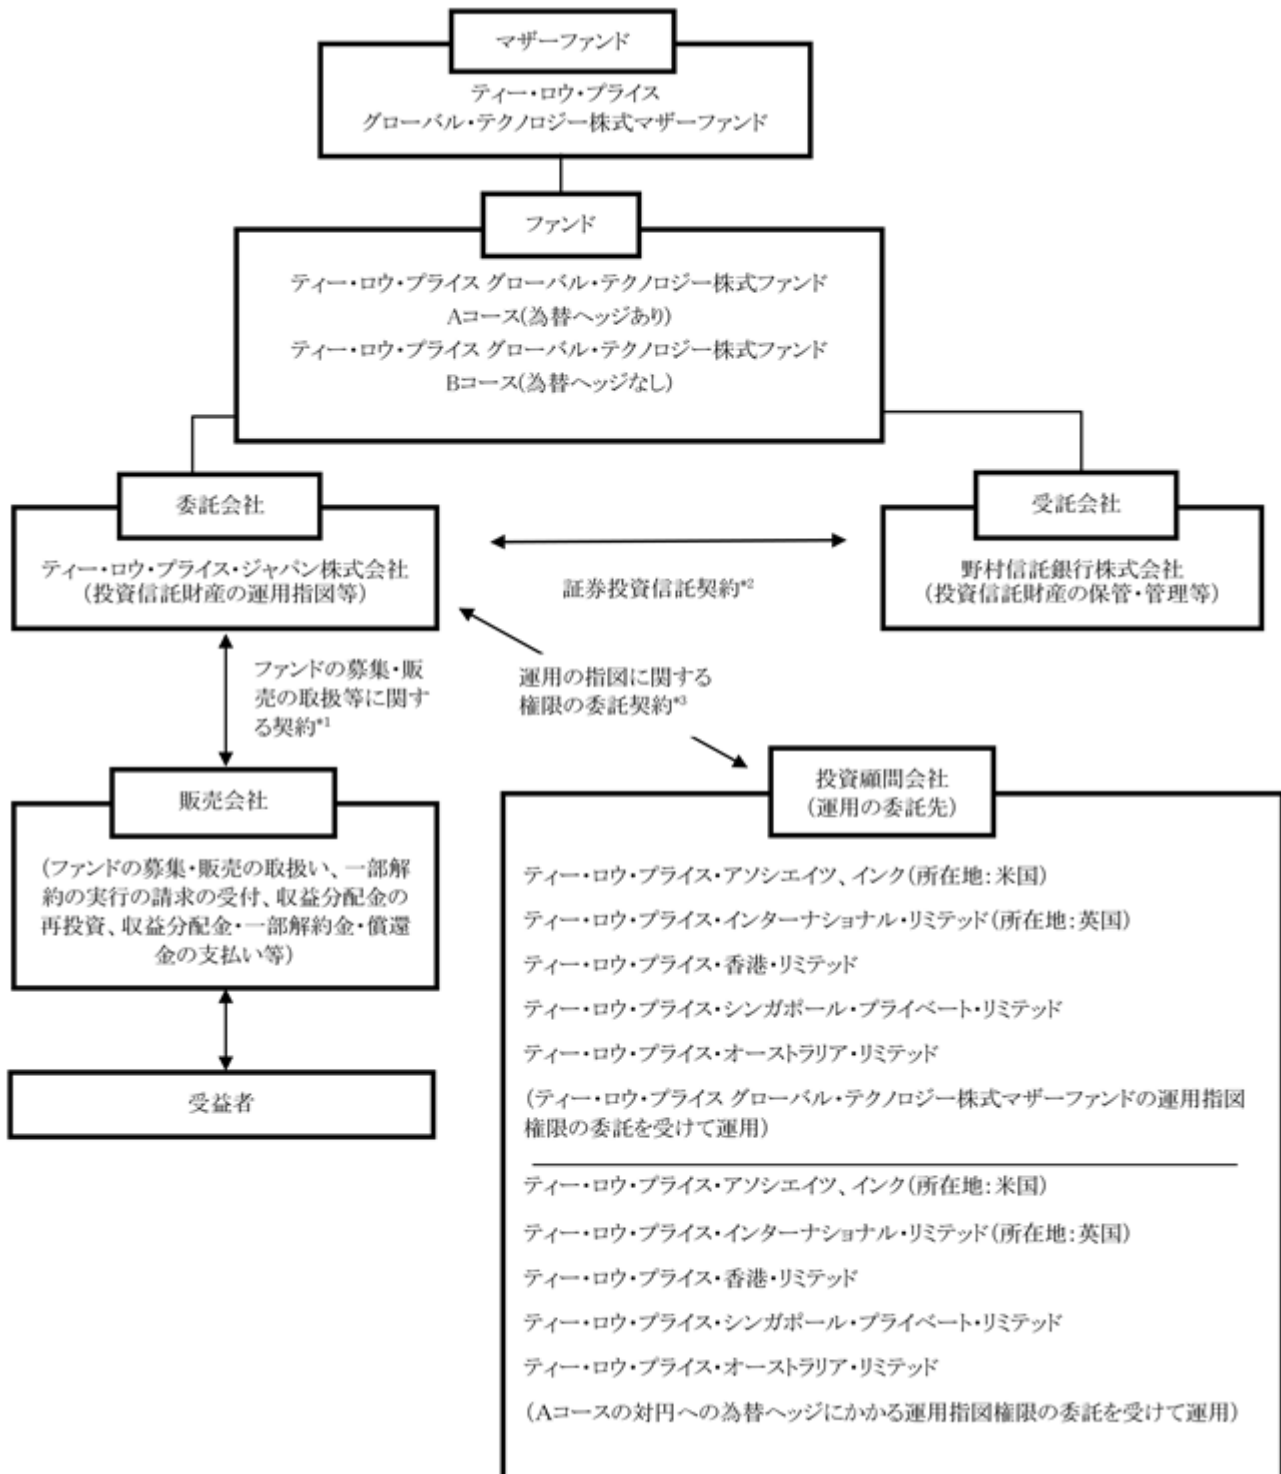 マザーファンド
ティー・ロウ・プライス
グローバル・テクノロジー株式マザーファンド
ファンド
ティー・ロウ・プライス グローバル・テクノロジー株式ファンド
Aコース(為替ヘッジあり)
ティー・ロウ・プライス グローバル・テクノロジー株式ファンド
Bコース(為替ヘッジなし)
委託会社
ティー・ロウ・プライス・ジャパン株式会社
(投資信託財産の運用指図等)
証券投資信託契約*2
受託会社
野村信託銀行株式会社
(投資信託財産の保管・管理等)
ファンドの募集・販
売の取扱等に関す
る契約*1
運用の指図に関する
権限の委託契約*3
販売会社
(ファンドの募集・販売の取扱い、一部解
約の実行の請求の受付、収益分配金の
再投資、収益分配金・一部解約金・償還
金の支払い等)
受益者
投資顧問会社
(運用の委託先)
ティー・ロウ・プライス・アソシエイツ、インク(所在地:米国)
ティー・ロウ・プライス・インターナショナル・リミテッド(所在地:英国)
ティー・ロウ・プライス・香港・リミテッド
ティー・ロウ・プライス・シンガポール・プライベート・リミテッド
ティー・ロウ・プライス・オーストラリア・リミテッド
(ティー・ロウ・プライス グローバル・テクノロジー株式マザーファンドの運用指図
権限の委託を受けて運用)
ティー・ロウ・プライス・アソシエイツ、インク(所在地:米国)
ティー・ロウ・プライス・インターナショナル・リミテッド(所在地:英国)
ティー・ロウ・プライス・香港・リミテッド
ティー・ロウ・プライス・シンガポール・プライベート・リミテッド
ティー・ロウ・プライス・オーストラリア・リミテッド
(Aコースの対円への為替ヘッジにかかる運用指図権限の委託を受けて運用)